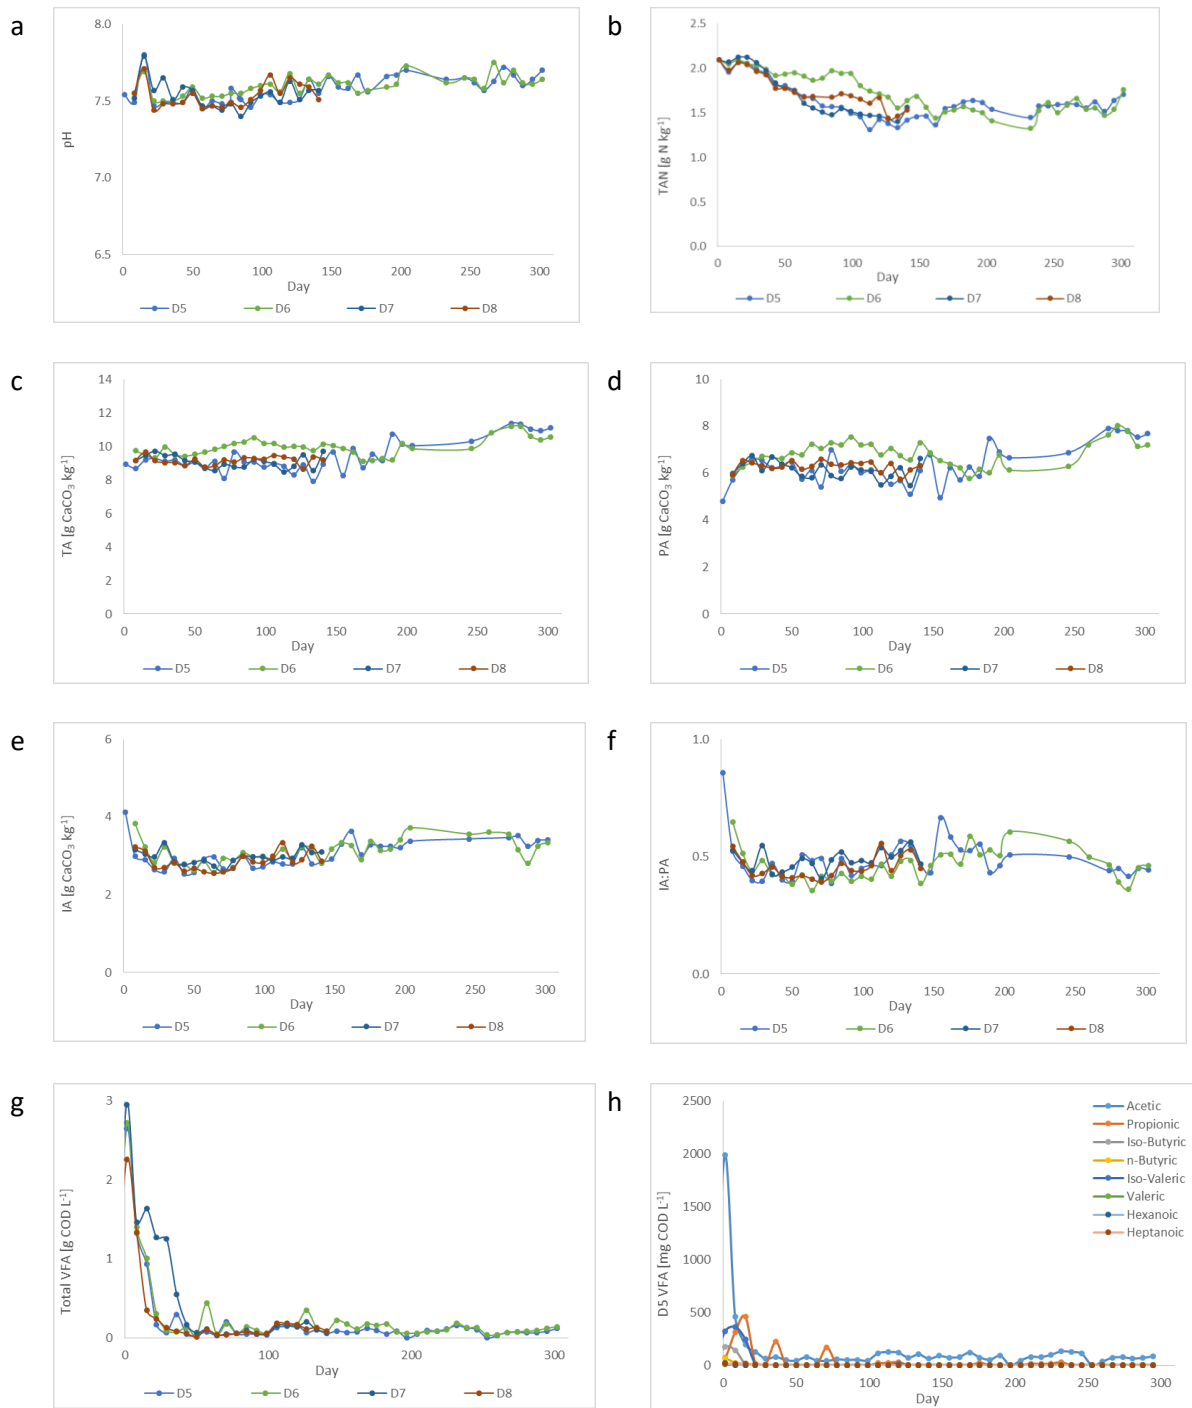 a
8.0
7.5
7.0
6.5
pH
0 50 100 150 200 250 300
Day
D5 D6 D7 D8
b
2.5
2.0
1.5
1.0
0.5
0.0
TAN [g N kg⁻¹]
0 50 100 150 200 250 300
Day
D5 D6 D7 D8
c
14
12
10
8
6
4
2
0
TA [g CaCO₃ kg⁻¹]
0 50 100 150 200 250 300
Day
D5 D6 D7 D8
d
10
8
6
4
2
0
PA [g CaCO₃ kg⁻¹]
0 50 100 150 200 250 300
Day
D5 D6 D7 D8
e
6
4
2
0
IA [g CaCO₃ kg⁻¹]
0 50 100 150 200 250 300
Day
D5 D6 D7 D8
f
1.0
0.5
0.0
IA:PA
0 50 100 150 200 250 300
Day
D5 D6 D7 D8
g
3
2
1
0
Total VFA [g COD L⁻¹]
0 50 100 150 200 250 300
Day
D5 D6 D7 D8
h
2500
2000
1500
1000
500
0
D5 VFA [mg COD L⁻¹]
0 50 100 150 200 250 300
Day
Acetic
Propionic
Iso-Butyric
n-Butyric
Iso-Valeric
Valeric
Hexanoic
Heptanoic